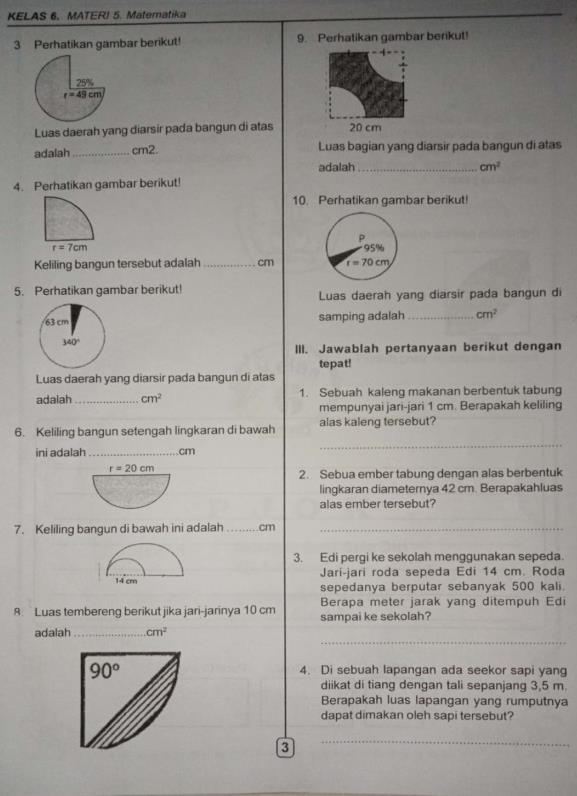 KELAS 6. MATERI 5. Matematika
3 Perhatikan gambar berikut!
25%
r = 49 cm
Luas daerah yang diarsir pada bangun di atas
adalah ................ cm2.
4. Perhatikan gambar berikut!
r = 7cm
Keliling bangun tersebut adalah ............... cm
5. Perhatikan gambar berikut!
63 cm
340°
Luas daerah yang diarsir pada bangun di atas
adalah .................. cm²
6. Keliling bangun setengah lingkaran di bawah
ini adalah ..........................cm
r = 20 cm
7. Keliling bangun di bawah ini adalah .........cm
14 cm
8. Luas tembereng berikut jika jari-jarinya 10 cm
adalah .....................cm²
90°
9. Perhatikan gambar berikut!
20 cm
Luas bagian yang diarsir pada bangun di atas
adalah .................................. cm²
10. Perhatikan gambar berikut!
P
95%
r = 70 cm
Luas daerah yang diarsir pada bangun di
samping adalah ................... cm²
III. Jawablah pertanyaan berikut dengan
tepat!
1. Sebuah kaleng makanan berbentuk tabung
mempunyai jari-jari 1 cm. Berapakah keliling
alas kaleng tersebut?
2. Sebua ember tabung dengan alas berbentuk
lingkaran diameternya 42 cm. Berapakahluas
alas ember tersebut?
3. Edi pergi ke sekolah menggunakan sepeda.
Jari-jari roda sepeda Edi 14 cm. Roda
sepedanya berputar sebanyak 500 kali.
Berapa meter jarak yang ditempuh Edi
sampai ke sekolah?
4. Di sebuah lapangan ada seekor sapi yang
diikat di tiang dengan tali sepanjang 3,5 m.
Berapakah luas lapangan yang rumputnya
dapat dimakan oleh sapi tersebut?
3